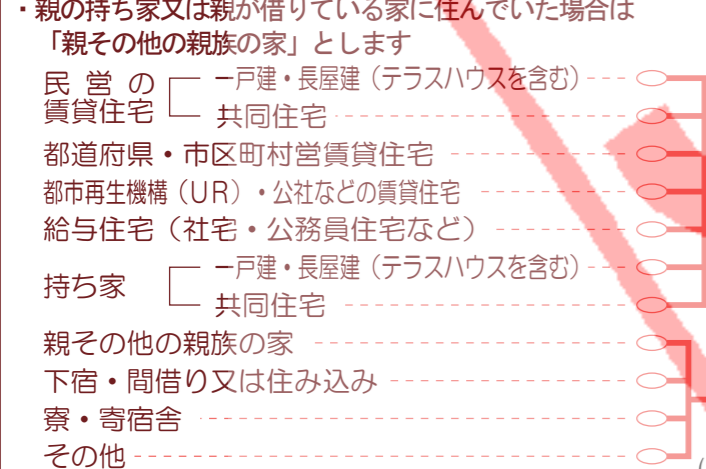 ・親の持ち家又は親が借りている家に住んでいた場合は
「親その他の親族の家」とします
民営の賃貸住宅
一戸建・長屋建（テラスハウスを含む）
共同住宅
都道府県・市区町村営賃貸住宅
都市再生機構（UR）・公社などの賃貸住宅
給与住宅（社宅・公務員住宅など）
持ち家
一戸建・長屋建（テラスハウスを含む）
共同住宅
親その他の親族の家
下宿・間借り又は住み込み
寮・寄宿舎
その他